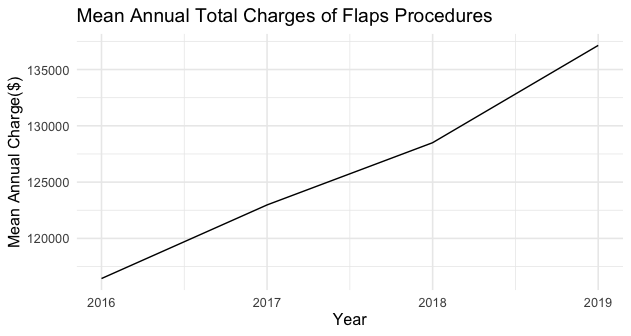 Mean Annual Total Charges of Flaps Procedures
Mean Annual Charge($)
135000
130000
125000
120000
2016 2017 2018 2019
Year